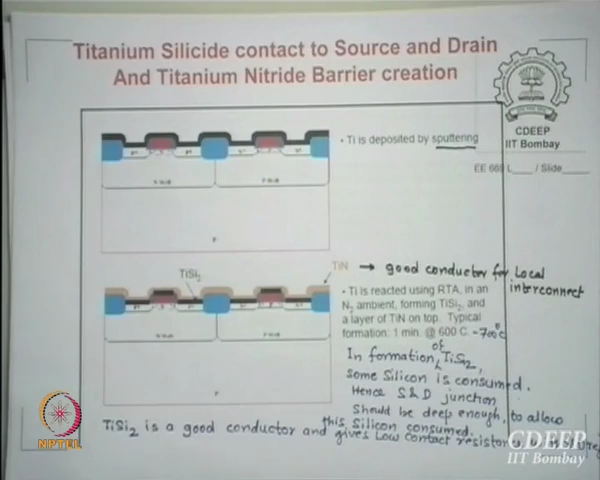 Titanium Silicide contact to Source and Drain
And Titanium Nitride Barrier creation
CDEEP
IIT Bombay
EE 669 L____ / Slide_____
• Ti is deposited by sputtering
P
TiSi2
TiN → good conductor for Local
interconnect
• Ti is reacted using RTA, in an
N2 ambient, forming TiSi2, and
a layer of TiN on top. Typical
formation: 1 min. @ 600 C. -700°C
In formation of TiSi2,
some Silicon is consumed.
Hence S&D junction
should be deep enough, to allow
this Silicon consumed.
TiSi2 is a good conductor and gives Low contact
P
NPTEL
CDEEP
IIT Bombay